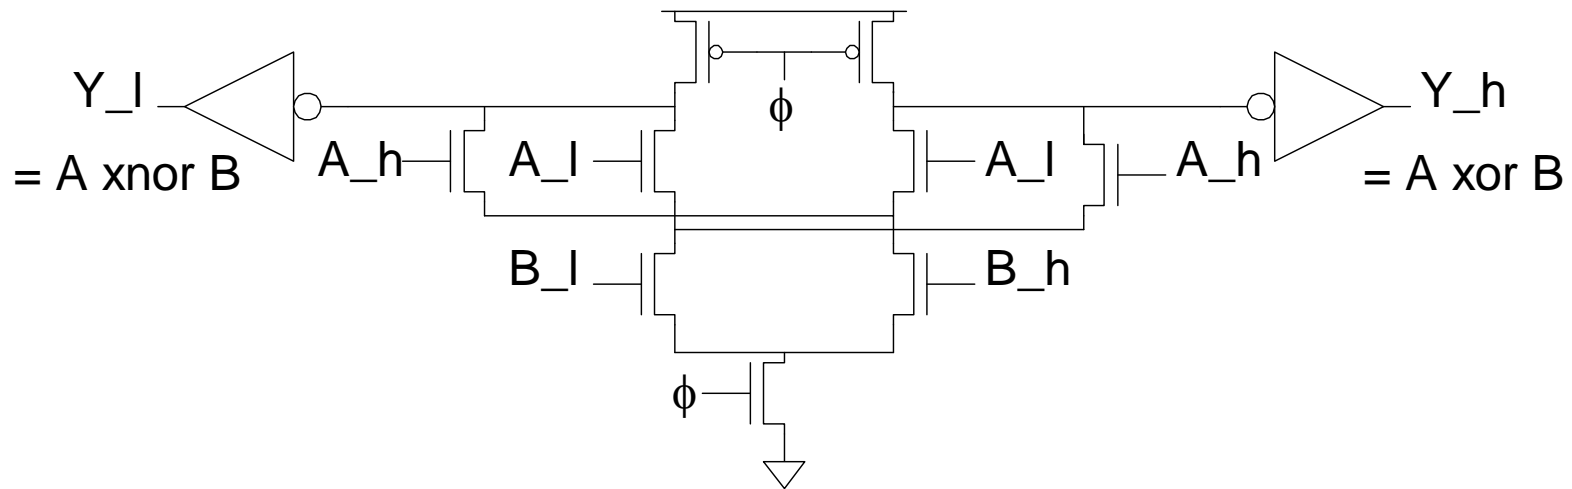 Y_l
= A xnor B
ϕ
Y_h
= A xor B
A_h
A_l
A_l
A_h
B_l
B_h
ϕ